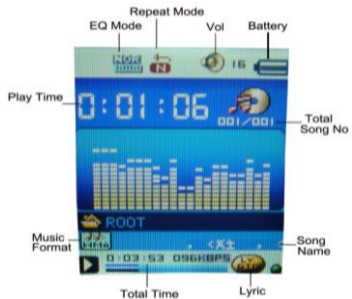 Repeat Mode
EQ Mode
Vol
Battery
NOR
N
16
Play Time
0:01:06
001/001
Total
Song No
ROOT
Music
Format
WMA
Song
Name
0:03:53 096KBPS
Total Time
Lyric